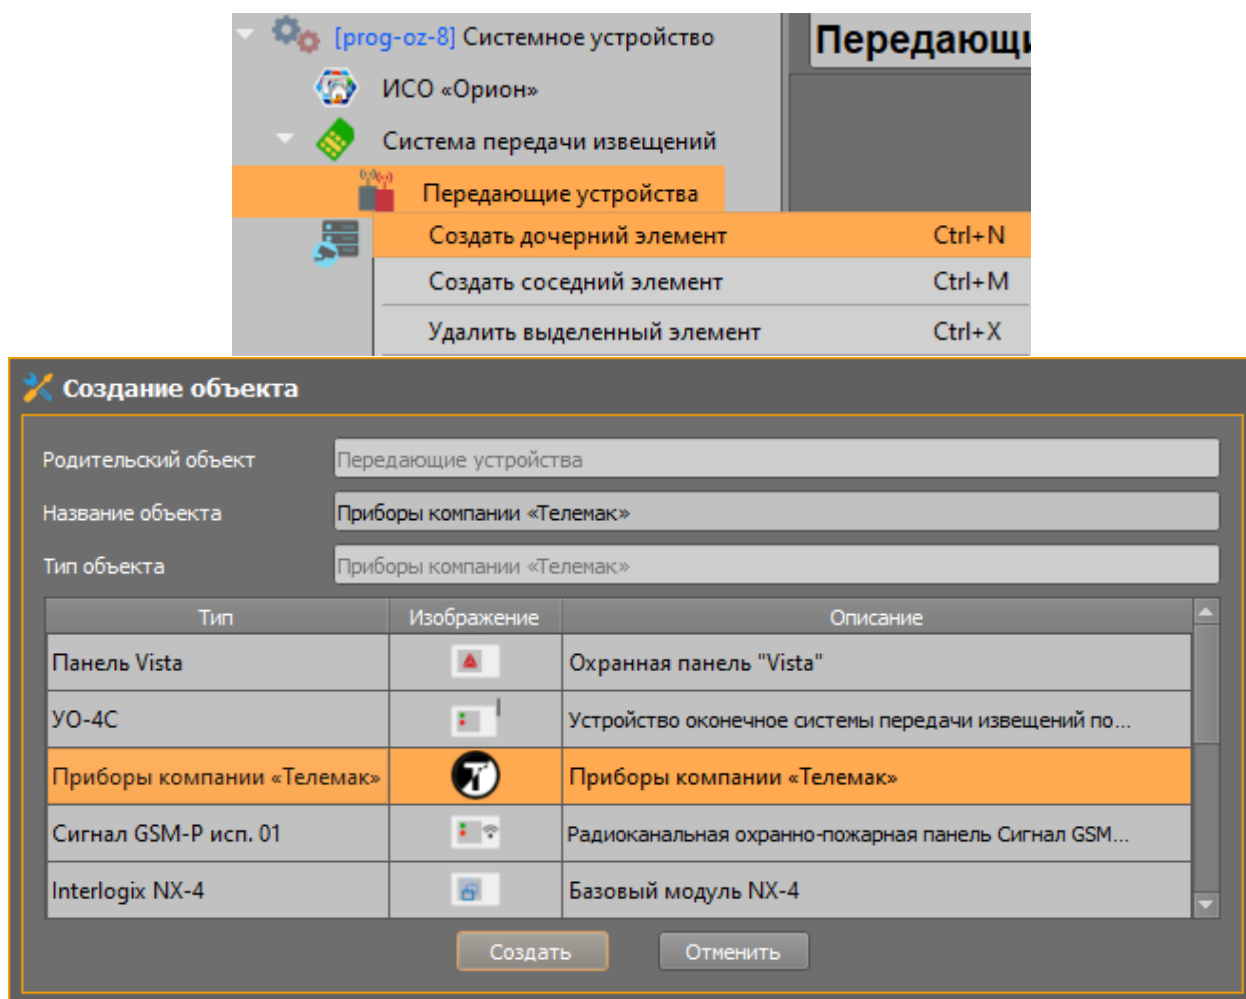 [prog-oz-8] Системное устройство
Передающи
ИСО «Орион»
Система передачи извещений
Передающие устройства
Создать дочерний элемент Ctrl+N
Создать соседний элемент Ctrl+M
Удалить выделенный элемент Ctrl+X
Создание объекта
Родительский объект Передающие устройства
Название объекта Приборы компании «Телемак»
Тип объекта Приборы компании «Телемак»
Тип Изображение Описание
Панель Vista Охранная панель "Vista"
УО-4С Устройство оконечное системы передачи извещений по...
Приборы компании «Телемак» Приборы компании «Телемак»
Сигнал GSM-Р исп. 01 Радиоканальная охранно-пожарная панель Сигнал GSM...
Interlogix NX-4 Базовый модуль NX-4
Создать Отменить